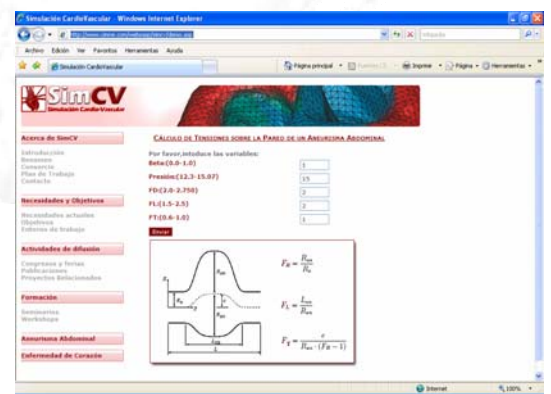 Simulación CardioVascular - Windows Internet Explorer
Archivo Edición Ver Favoritos Herramientas Ayuda
Simulación CardioVascular
Página principal
Imprimir
Página
Herramientas
SimCV
Simulación CardioVascular
Acerca de SimCV
Introducción
Resumen
Consorcio
Plan de Trabajo
Contacto
Necesidades y Objetivos
Necesidades actuales
Objetivos
Entorno de trabajo
Actividades de difusión
Congresos y ferias
Publicaciones
Proyectos Relacionados
Formación
Seminarios
Workshops
Aneurisma Abdominal
Enfermedad de Corazón
CÁLCULO DE TENSIONES SOBRE LA PARED DE UN ANEURISMA ABDOMINAL
Por favor,intoduce las variables:
Beta:(0.0-1.0) 1
Presión:(12.3-15.07) 15
FD:(2.0-2.750) 2
FL:(1.5-2.5) 2
FT:(0.6-1.0) 1
Enviar
Internet
100%